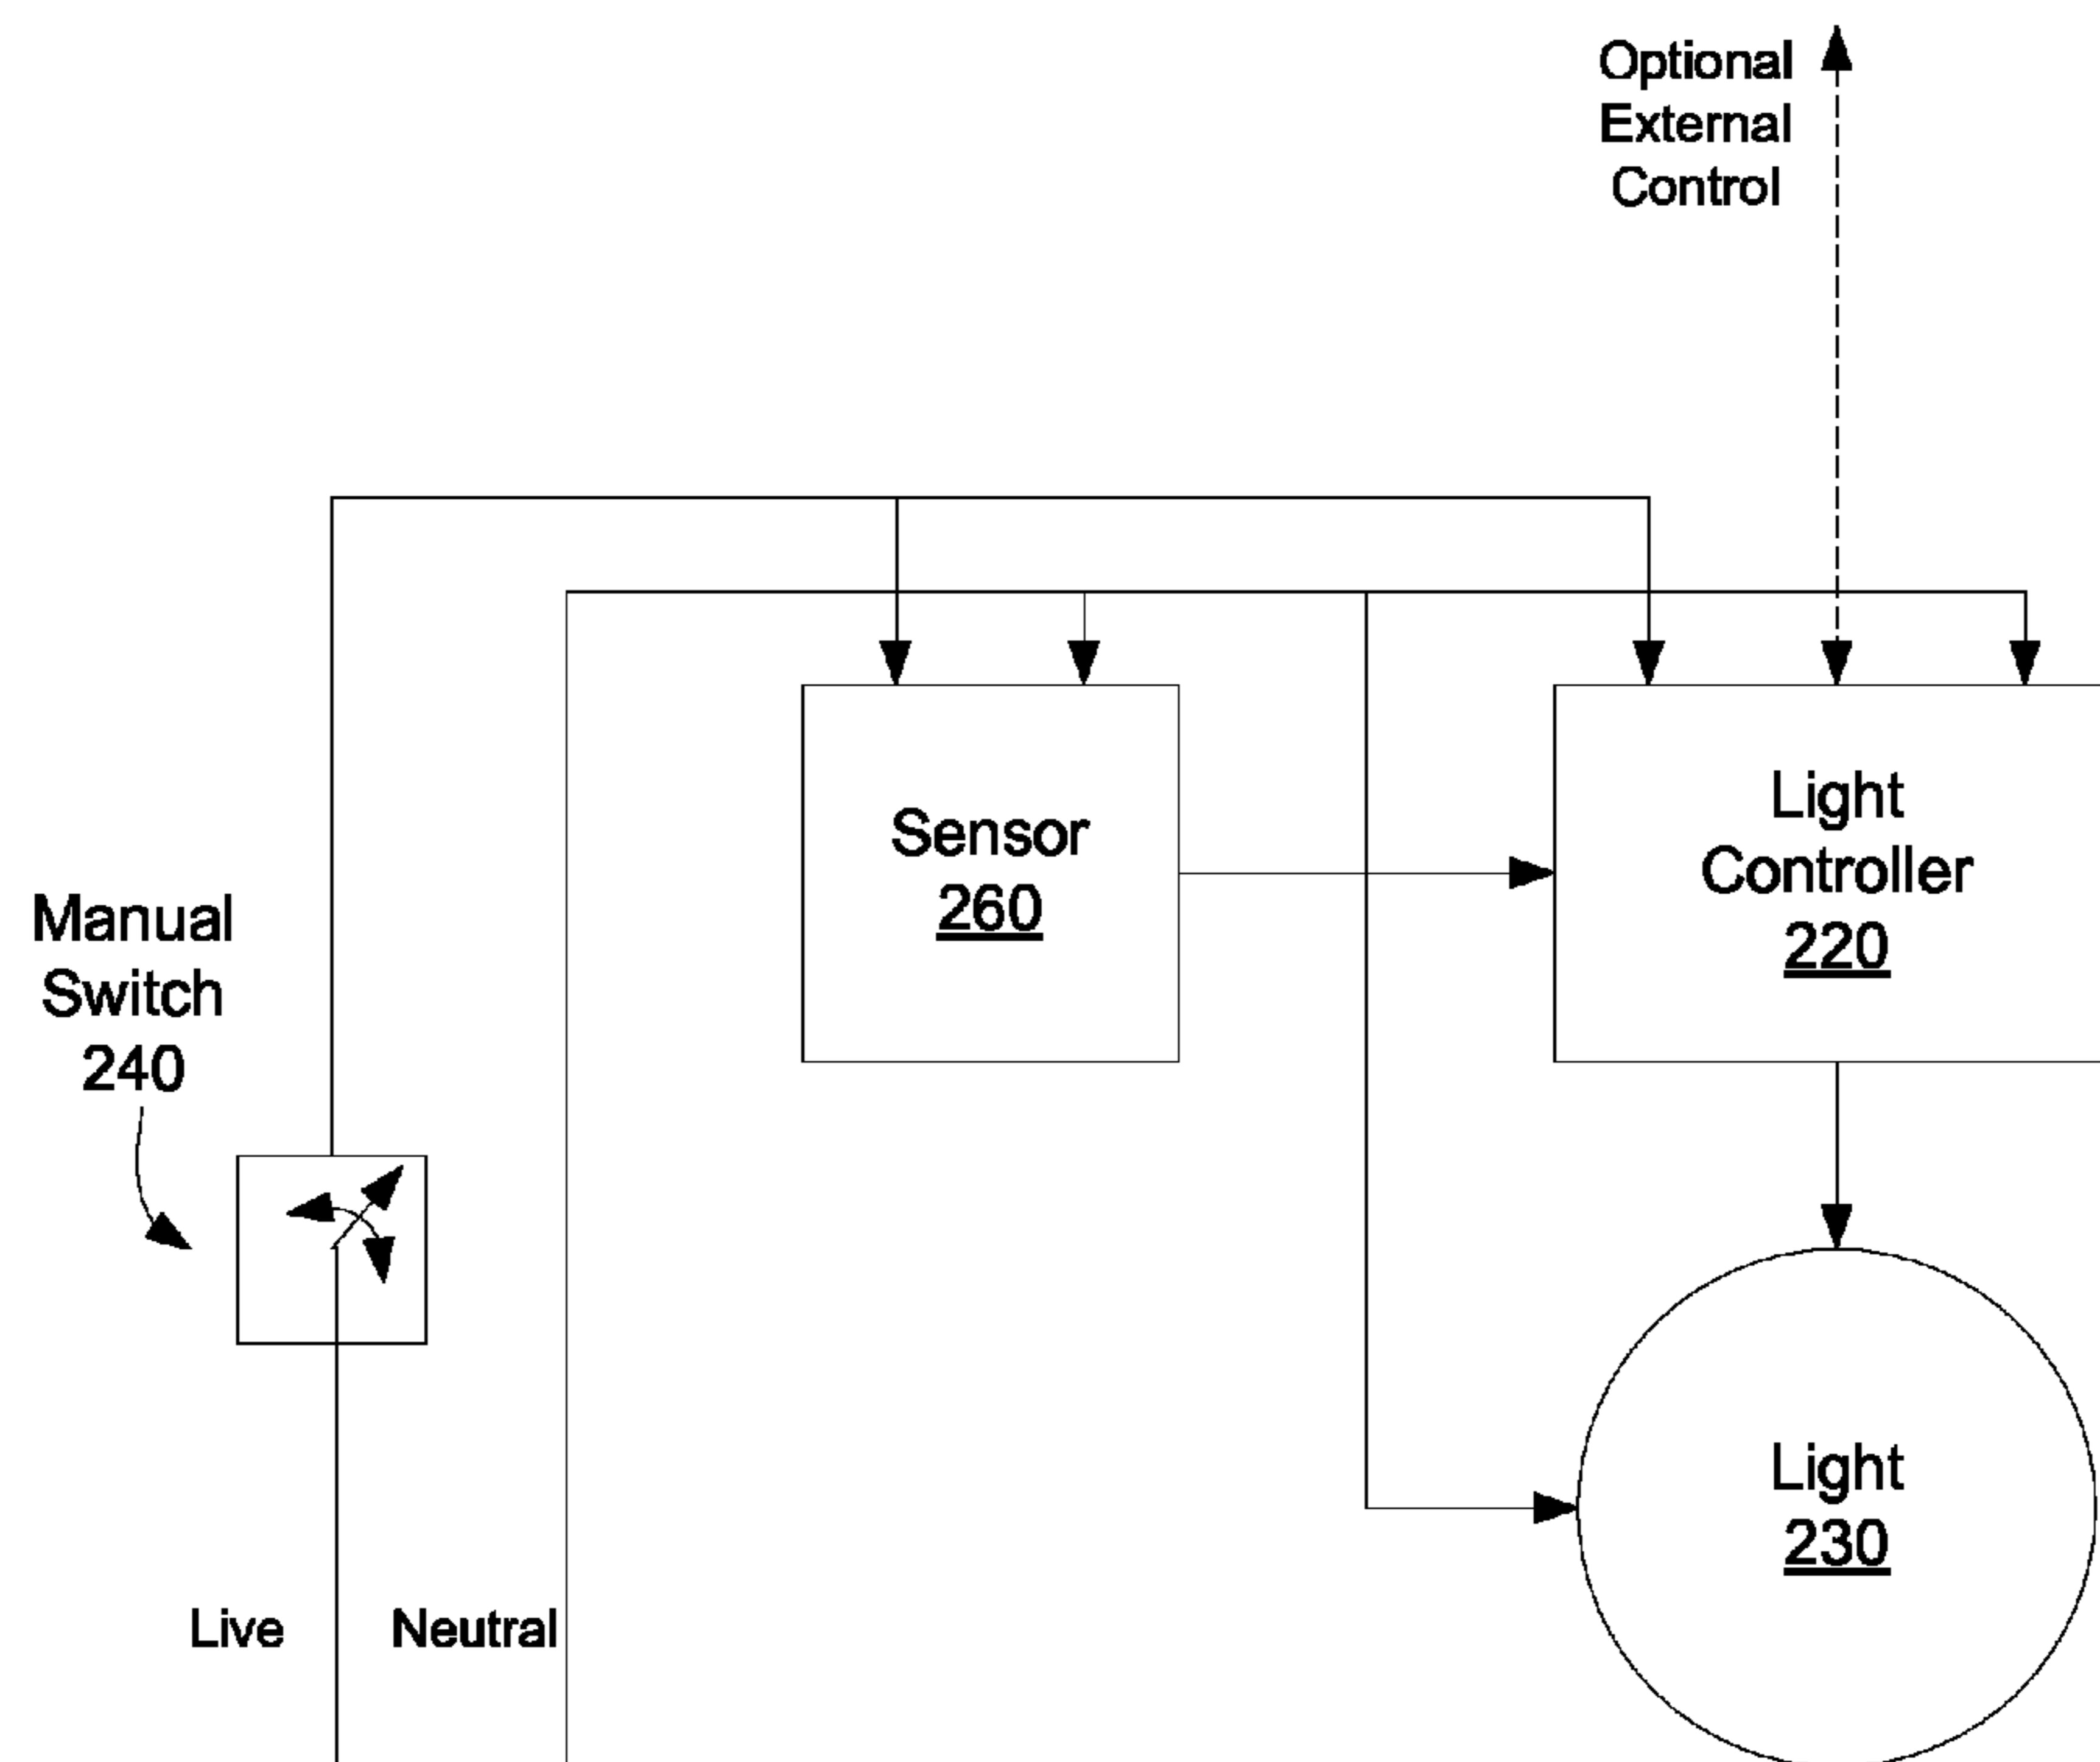 Optional
External
Control
Sensor
260
Light
Controller
220
Manual
Switch
240
Light
230
Live
Neutral